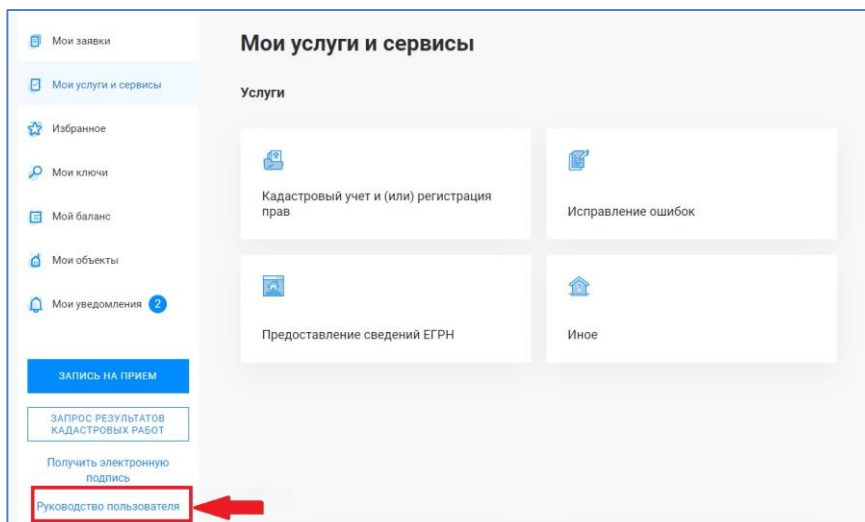 Мои заявки
Мои услуги и сервисы
Избранное
Мои ключи
Мой баланс
Мои объекты
Мои уведомления 2
ЗАПИСЬ НА ПРИЕМ
ЗАПРОС РЕЗУЛЬТАТОВ
КАДАСТРОВЫХ РАБОТ
Получить электронную
подпись
Руководство пользователя
Мои услуги и сервисы
Услуги
Кадастровый учет и (или) регистрация
прав
Исправление ошибок
Предоставление сведений ЕГРН
Иное